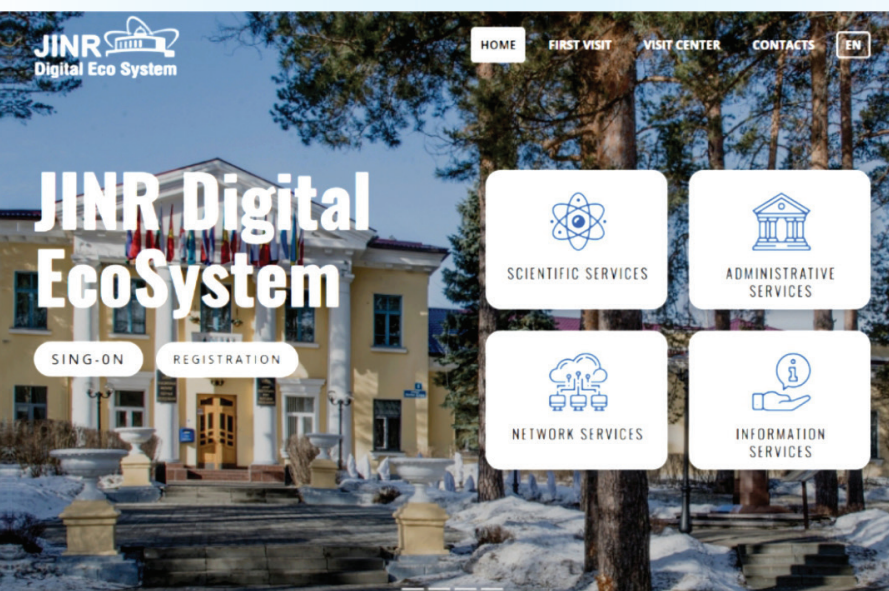 JINR
Digital Eco System
HOME
FIRST VISIT
VISIT CENTER
CONTACTS
EN
JINR Digital
EcoSystem
SING-0N
REGISTRATION
SCIENTIFIC SERVICES
ADMINISTRATIVE
SERVICES
NETWORK SERVICES
INFORMATION
SERVICES